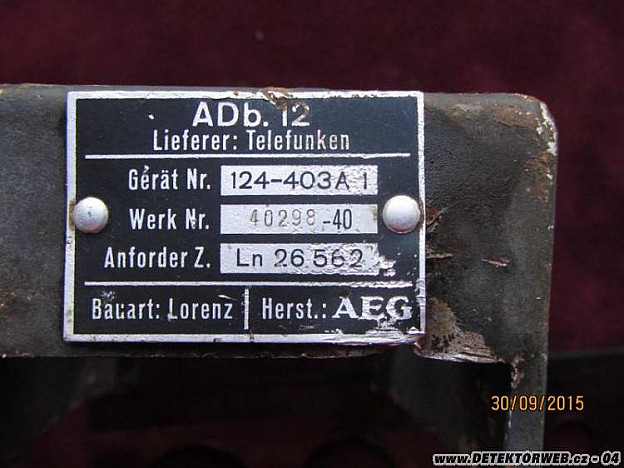 ADb. 12
Lieferer: Telefunken
Gerät Nr. 124-403A1
Werk Nr. 40298-40
Anforder Z. Ln 26562
Bauart: Lorenz Herst.: AEG
30/09/2015
www.DETEKTORWEB.cz - 04